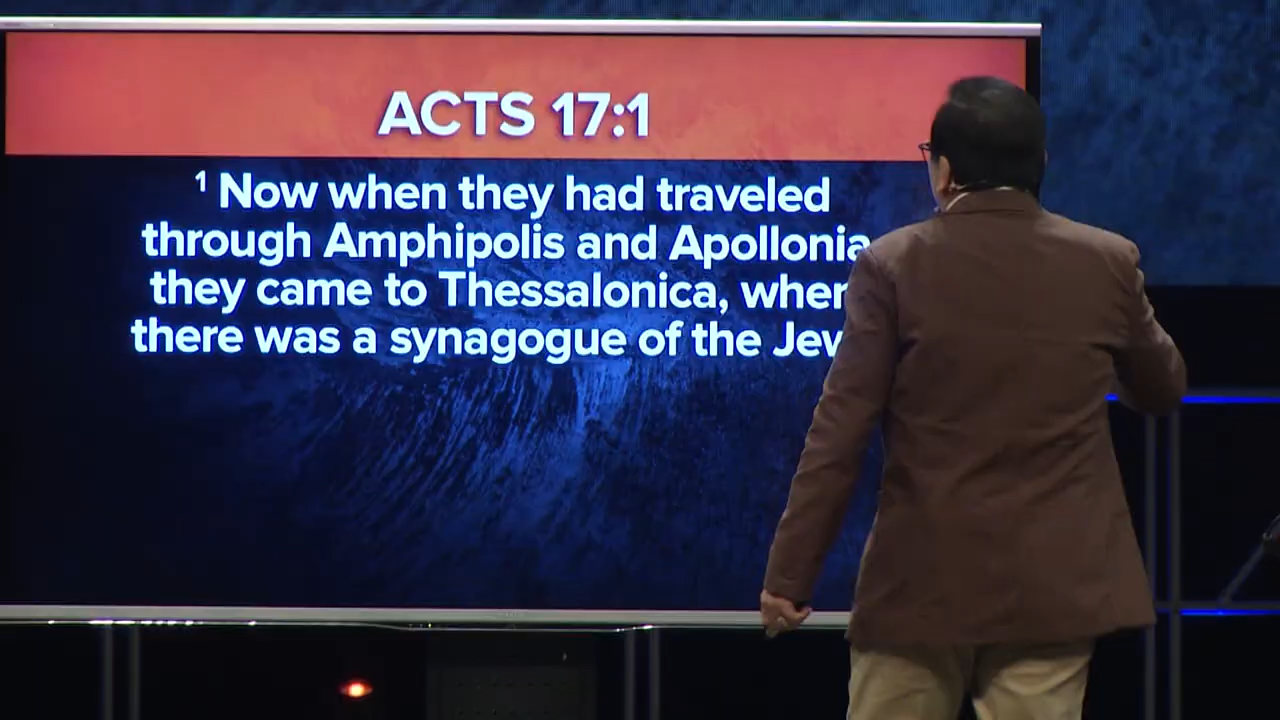 ACTS 17:1
¹ Now when they had traveled
through Amphipolis and Apollonia
they came to Thessalonica,
there was a synagogue of the